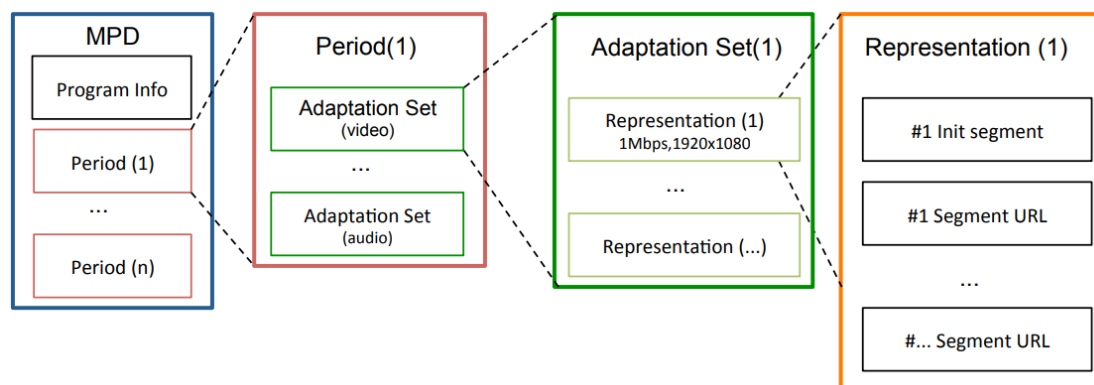 MPD
Program Info
Period (1)
...
Period (n)
Period(1)
Adaptation Set
(video)
...
Adaptation Set
(audio)
Adaptation Set(1)
Representation (1)
1Mbps,1920x1080
...
Representation (...)
Representation (1)
#1 Init segment
#1 Segment URL
...
#... Segment URL